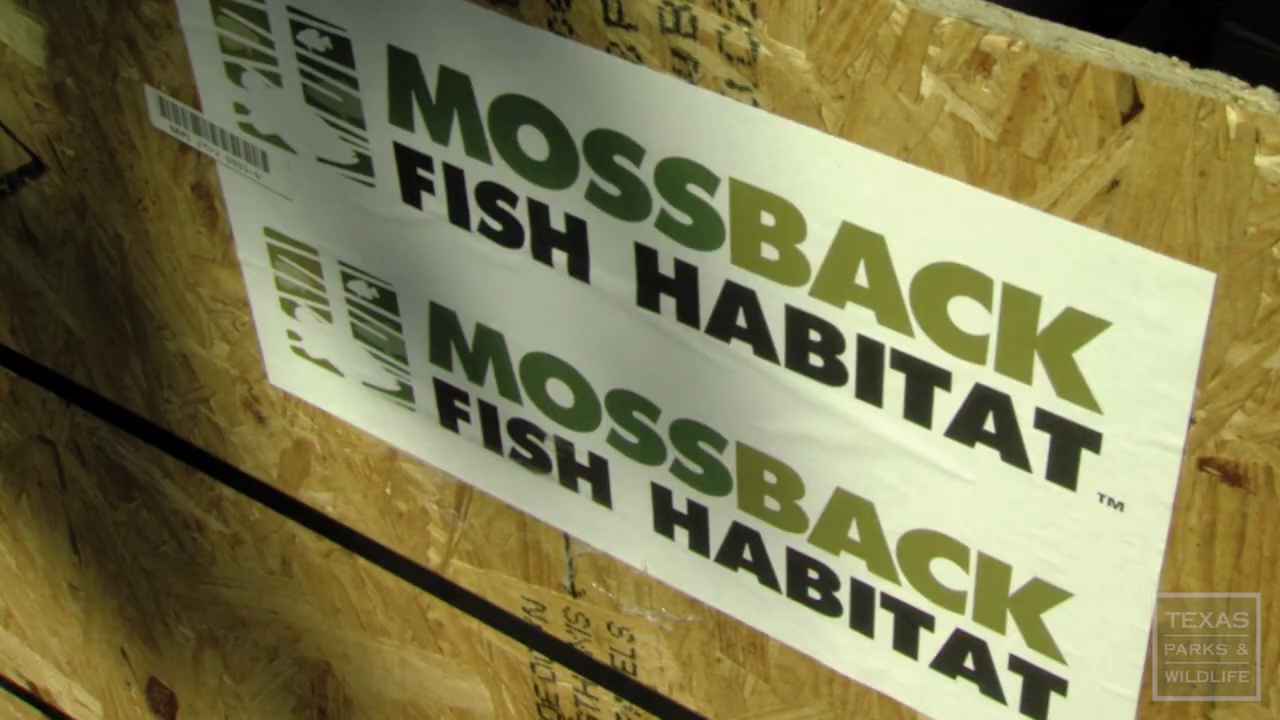 MOSSBACK
FISH HABITAT
TM
MOSSBACK
FISH HABITAT
TEXAS
PARKS &
WILDLIFE